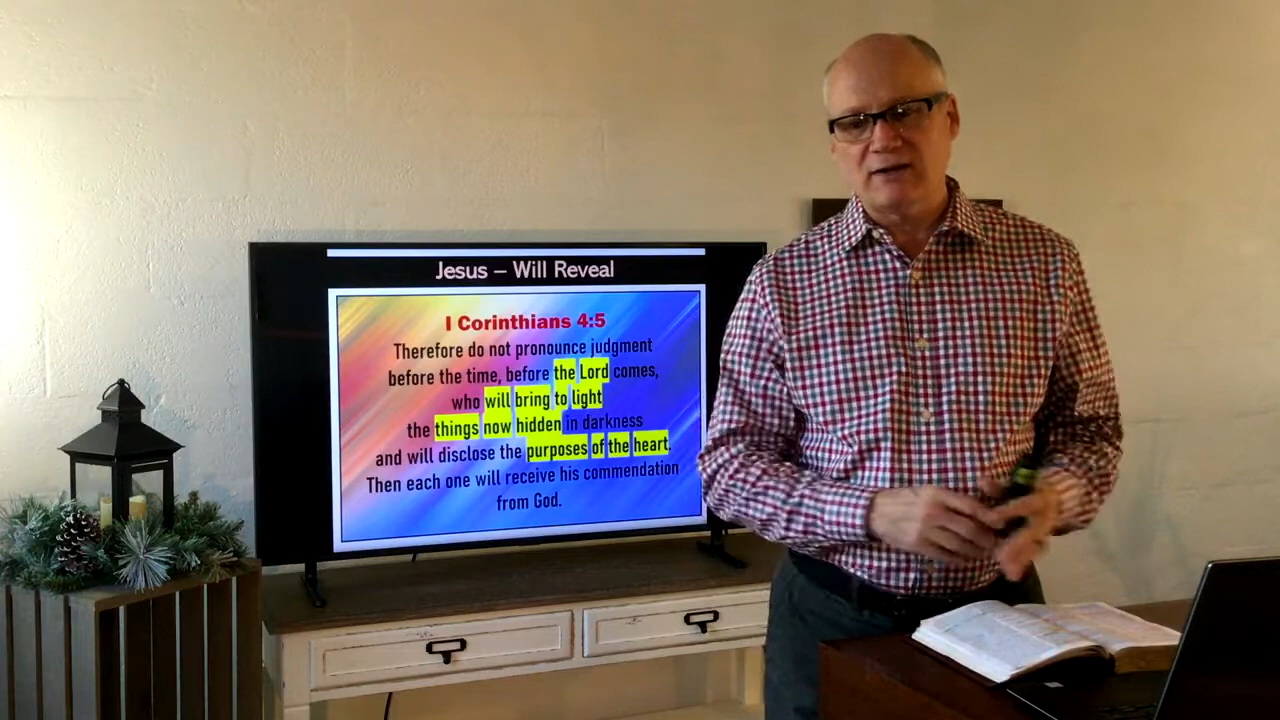 Jesus – Will Reveal
I Corinthians 4:5
Therefore do not pronounce judgment
before the time, before the Lord comes,
who will bring to light
the things now hidden in darkness
and will disclose the purposes of the heart.
Then each one will receive his commendation
from God.